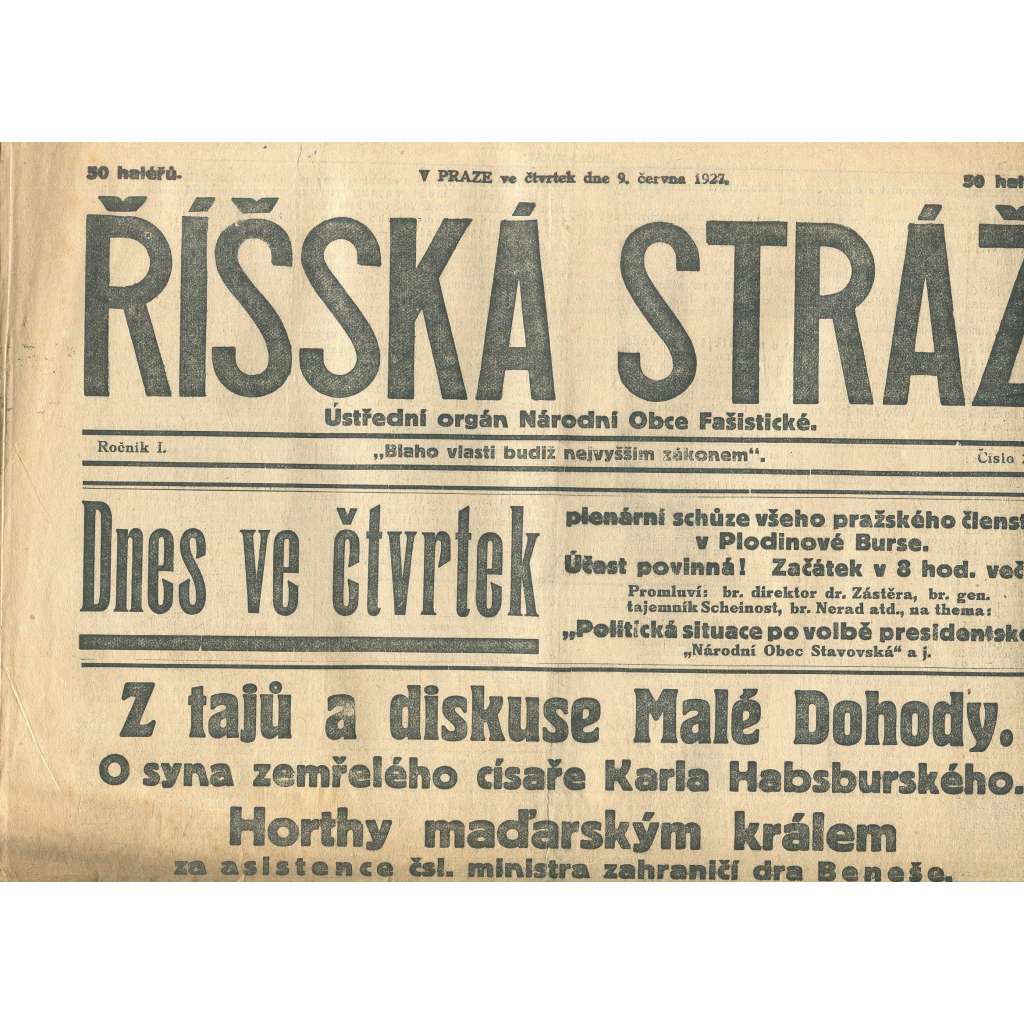 50 haléřů.
V PRAZE ve čtvrtek dne 9. června 1927.
50 hal
ŘÍŠSKÁ STRÁŽ
Ústřední orgán Národní Obce Fašistické.
Ročník I.
„Blaho vlasti budiž nejvyšším zákonem“.
Číslo
Dnes ve čtvrtek
plenární schůze všeho pražského členst
v Plodinové Burse.
Účast povinná! Začátek v 8 hod. več
Promluví: br. direktor dr. Zástěra, br. gen.
tajemník Scheinost, br. Nerad atd., na thema:
„Politická situace po volbě presidentské
„Národní Obec Stavovská“ a j.
Z tajů a diskuse Malé Dohody.
O syna zemřelého císaře Karla Habsburského.
Horthy maďarským králem
za asistence čsl. ministra zahraničí dra Beneše.